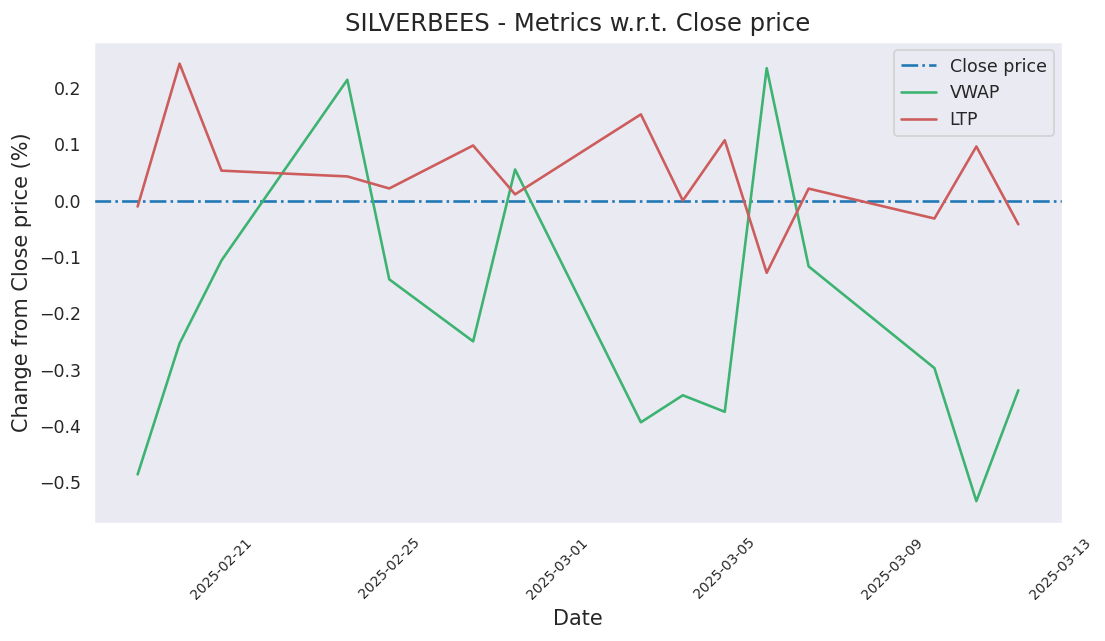 SILVERBEES - Metrics w.r.t. Close price
Close price
VWAP
LTP
Change from Close price (%)
0.2
0.1
0.0
−0.1
−0.2
−0.3
−0.4
−0.5
2025-02-21
2025-02-25
2025-03-01
2025-03-05
2025-03-09
2025-03-13
Date